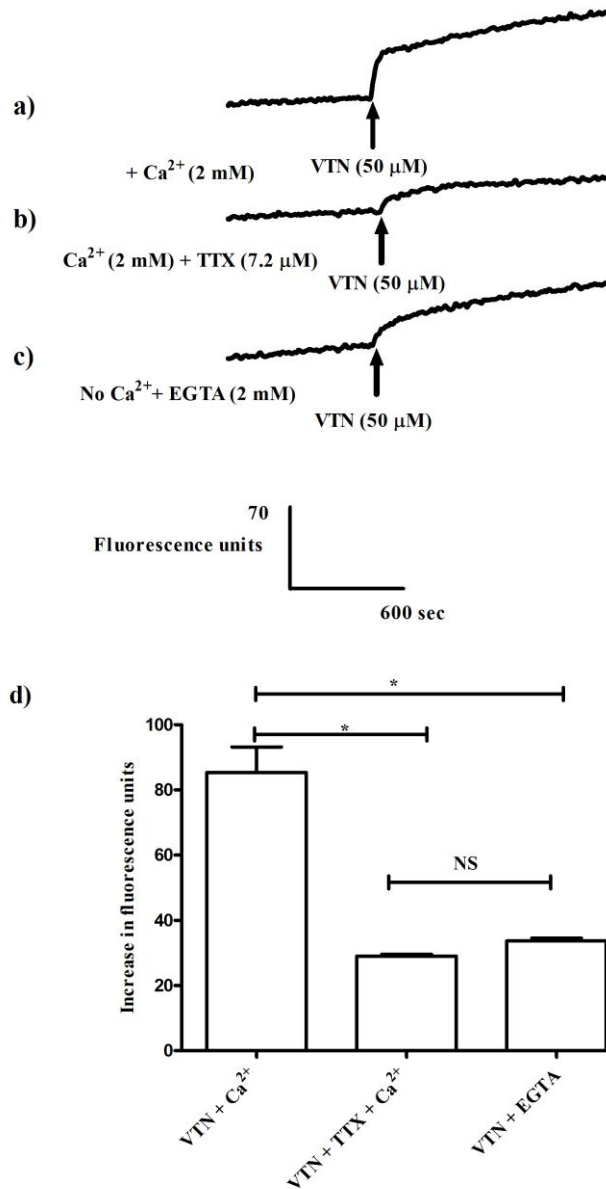 a)
+ Ca²⁺ (2 mM)
VTN (50 μM)
b)
Ca²⁺ (2 mM) + TTX (7.2 μM)
VTN (50 μM)
c)
No Ca²⁺+ EGTA (2 mM)
VTN (50 μM)
70
Fluorescence units
600 sec
d)
*
*
NS
Increase in fluorescence units
100
80
60
40
20
0
VTN + Ca²⁺
VTN + TTX + Ca²⁺
VTN + EGTA